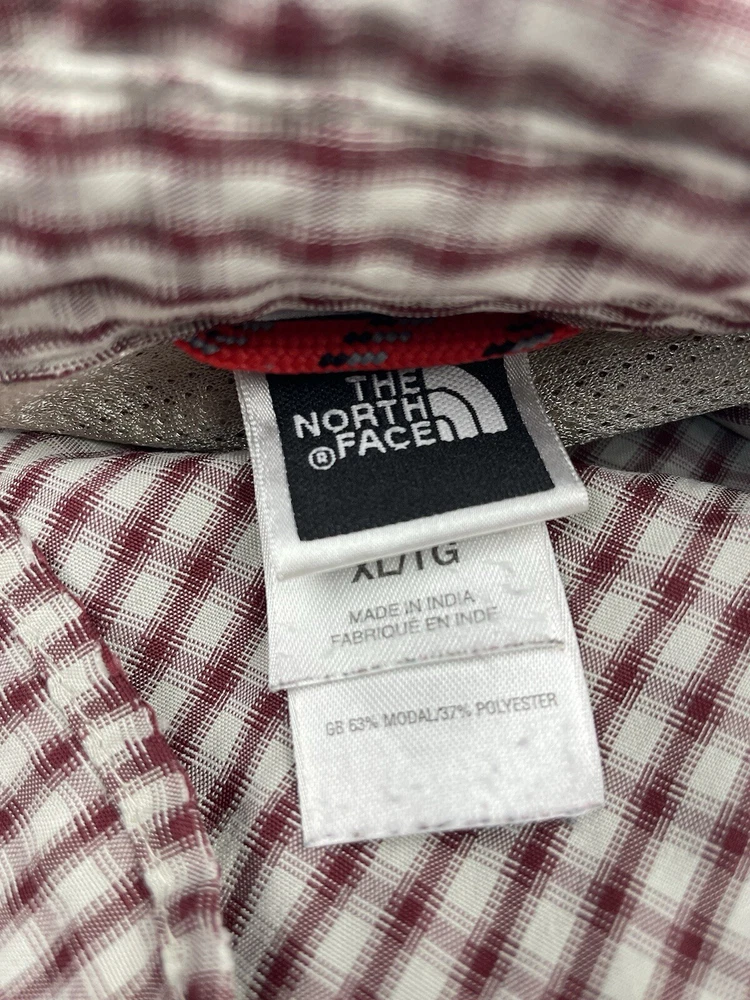 THE
NORTH
®FACE
XL/TG
MADE IN INDIA
FABRIQUÉ EN INDE
GB 63% MODAL/37% POLYESTER